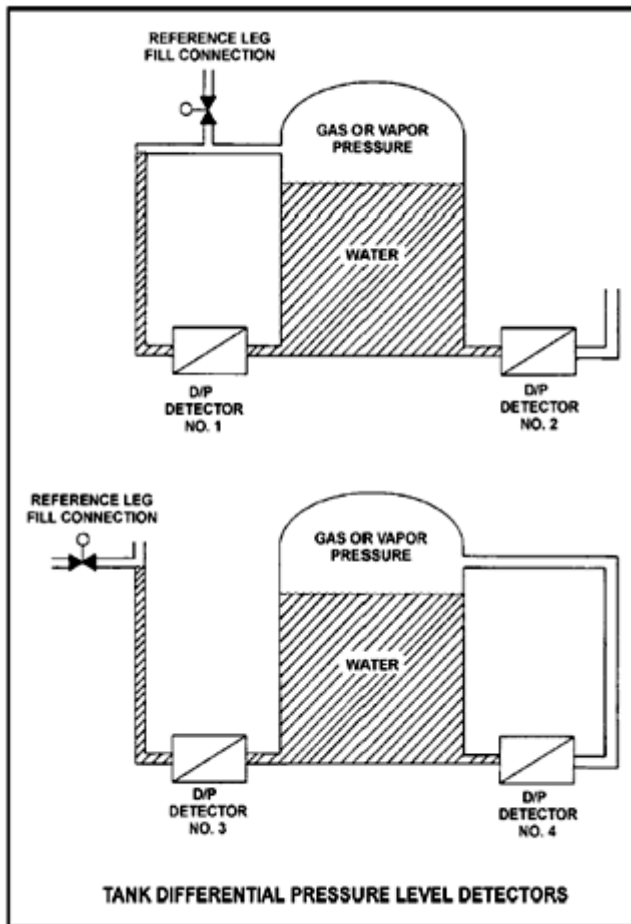 REFERENCE LEG
FILL CONNECTION
GAS OR VAPOR
PRESSURE
WATER
D/P
DETECTOR
NO. 1
D/P
DETECTOR
NO. 2
REFERENCE LEG
FILL CONNECTION
GAS OR VAPOR
PRESSURE
WATER
D/P
DETECTOR
NO. 3
D/P
DETECTOR
NO. 4
TANK DIFFERENTIAL PRESSURE LEVEL DETECTORS